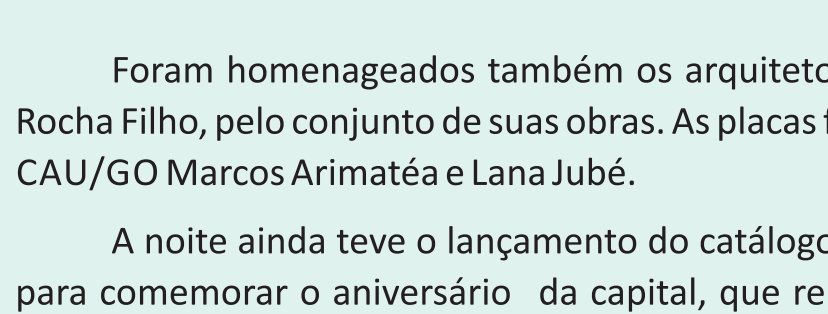 Foram homenageados também os arquiteto
Rocha Filho, pelo conjunto de suas obras. As placas f
CAU/GO Marcos Arimatéa e Lana Jubé.
A noite ainda teve o lançamento do catálogo
para comemorar o aniversário da capital, que re